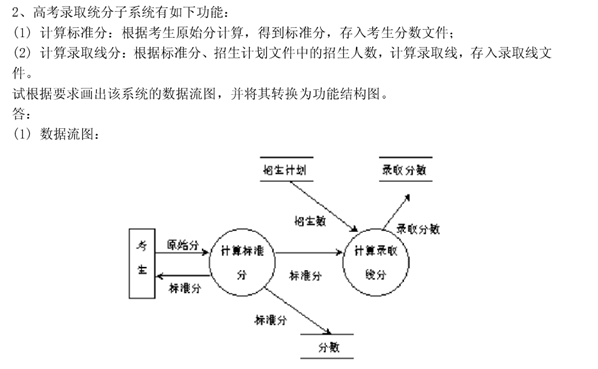 2、高考录取统分子系统有如下功能：
(1) 计算标准分：根据考生原始分计算，得到标准分，存入考生分数文件；
(2) 计算录取线分：根据标准分、招生计划文件中的招生人数，计算录取线，存入录取线文
件。
试根据要求画出该系统的数据流图，并将其转换为功能结构图。
答：
(1) 数据流图：
招生计划
录取分数
招生数
录取分数
考
生
原始分
计算标准
分
计算录取
线分
标准分
标准分
标准分
分数